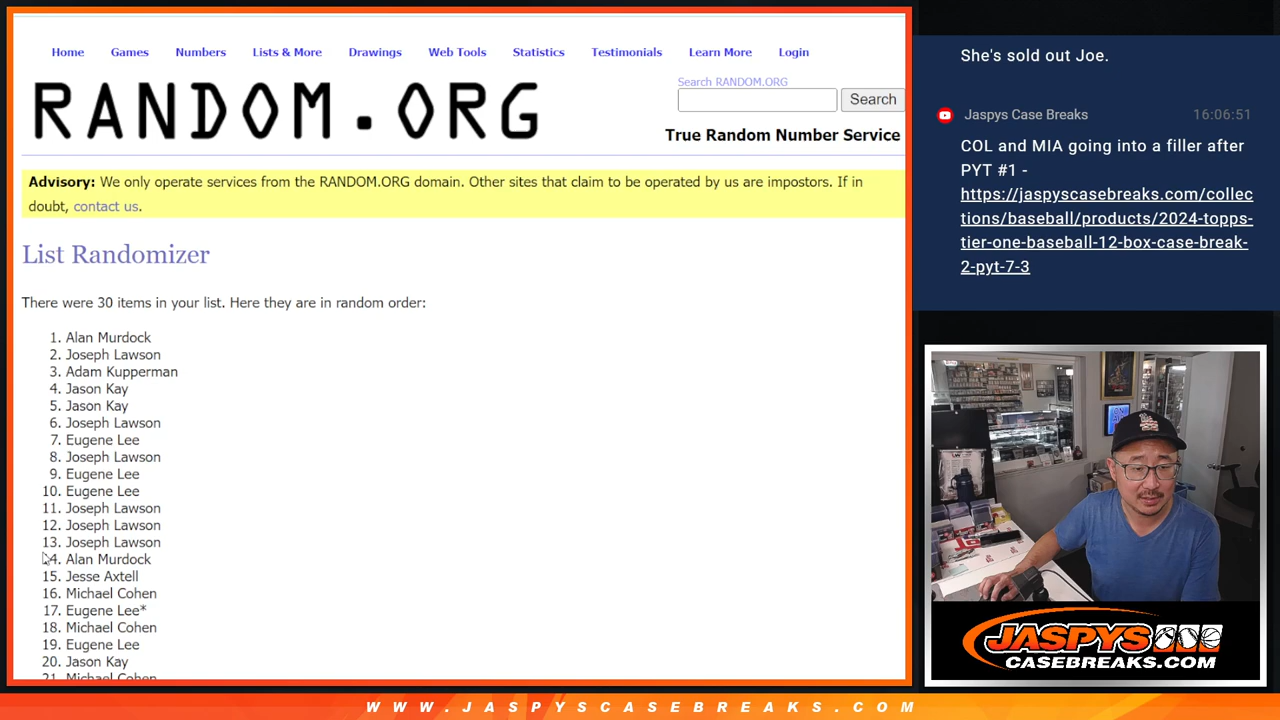 Home Games Numbers Lists & More Drawings Web Tools Statistics Testimonials Learn More Login
RANDOM.ORG
Search RANDOM.ORG
Search
True Random Number Service
Advisory: We only operate services from the RANDOM.ORG domain. Other sites that claim to be operated by us are impostors. If in
doubt, contact us.
List Randomizer
There were 30 items in your list. Here they are in random order:
1. Alan Murdock
2. Joseph Lawson
3. Adam Kupperman
4. Jason Kay
5. Jason Kay
6. Joseph Lawson
7. Eugene Lee
8. Joseph Lawson
9. Eugene Lee
10. Eugene Lee
11. Joseph Lawson
12. Joseph Lawson
13. Joseph Lawson
14. Alan Murdock
15. Jesse Axtell
16. Michael Cohen
17. Eugene Lee*
18. Michael Cohen
19. Eugene Lee
20. Jason Kay
21. Michael Cohen
She's sold out Joe.
Jaspys Case Breaks 16:06:51
COL and MIA going into a filler after
PYT #1 -
https://jaspyscasebreaks.com/collec
tions/baseball/products/2024-topps-
tier-one-baseball-12-box-case-break-
2-pyt-7-3
JASPYS
CASEBREAKS.COM
WWW.JASPYSCASEBREAKS.COM